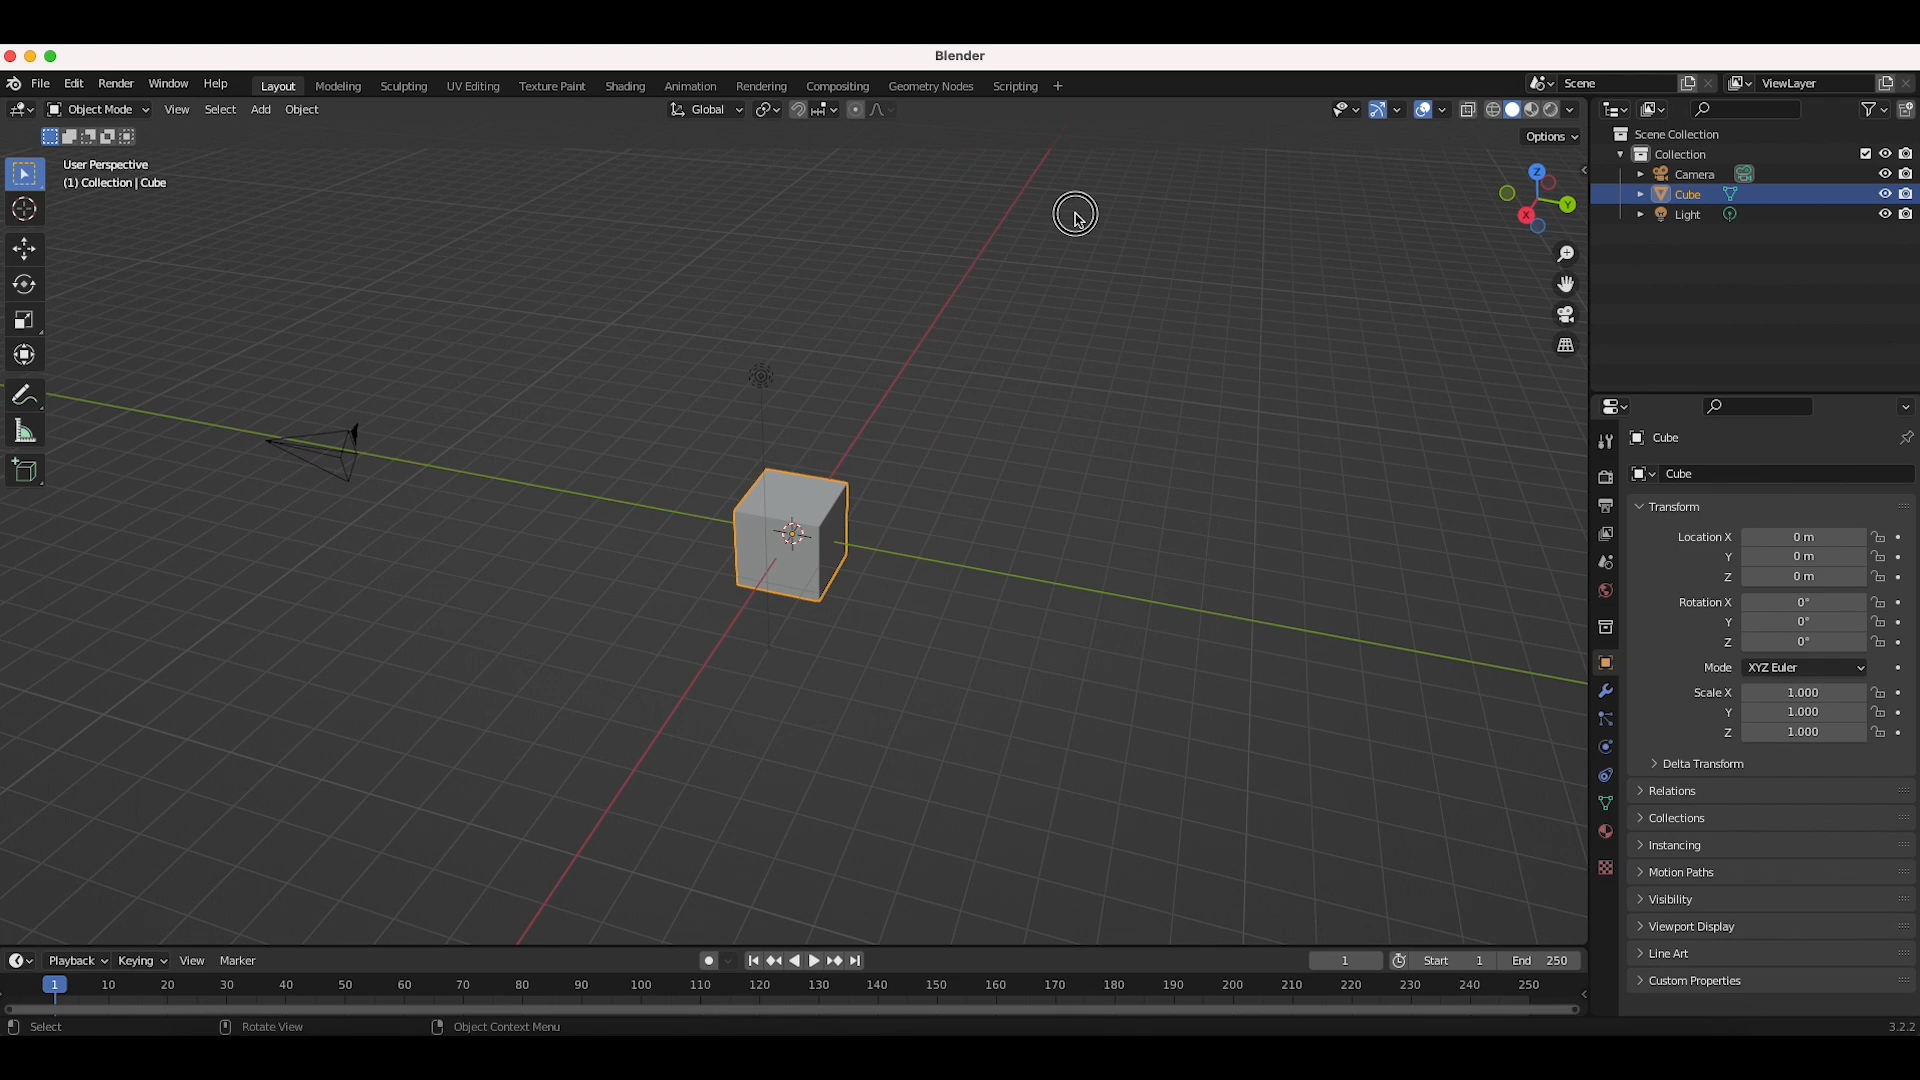 Blender
File Edit Render Window Help Layout Modeling Sculpting UV Editing Texture Paint Shading Animation Rendering Compositing Geometry Nodes Scripting + Scene ViewLayer
Object Mode View Select Add Object Global
Options
User Perspective
(1) Collection | Cube
Z
Y
X
Scene Collection
Collection
Camera
Cube
Light
Cube
Cube
Transform
Location X 0 m
Y 0 m
Z 0 m
Rotation X 0°
Y 0°
Z 0°
Mode XYZ Euler
Scale X 1.000
Y 1.000
Z 1.000
Delta Transform
Relations
Collections
Instancing
Motion Paths
Visibility
Viewport Display
Line Art
Custom Properties
Playback Keying View Marker 1 Start 1 End 250
1 10 20 30 40 50 60 70 80 90 100 110 120 130 140 150 160 170 180 190 200 210 220 230 240 250
Select Rotate View Object Context Menu 3.2.2